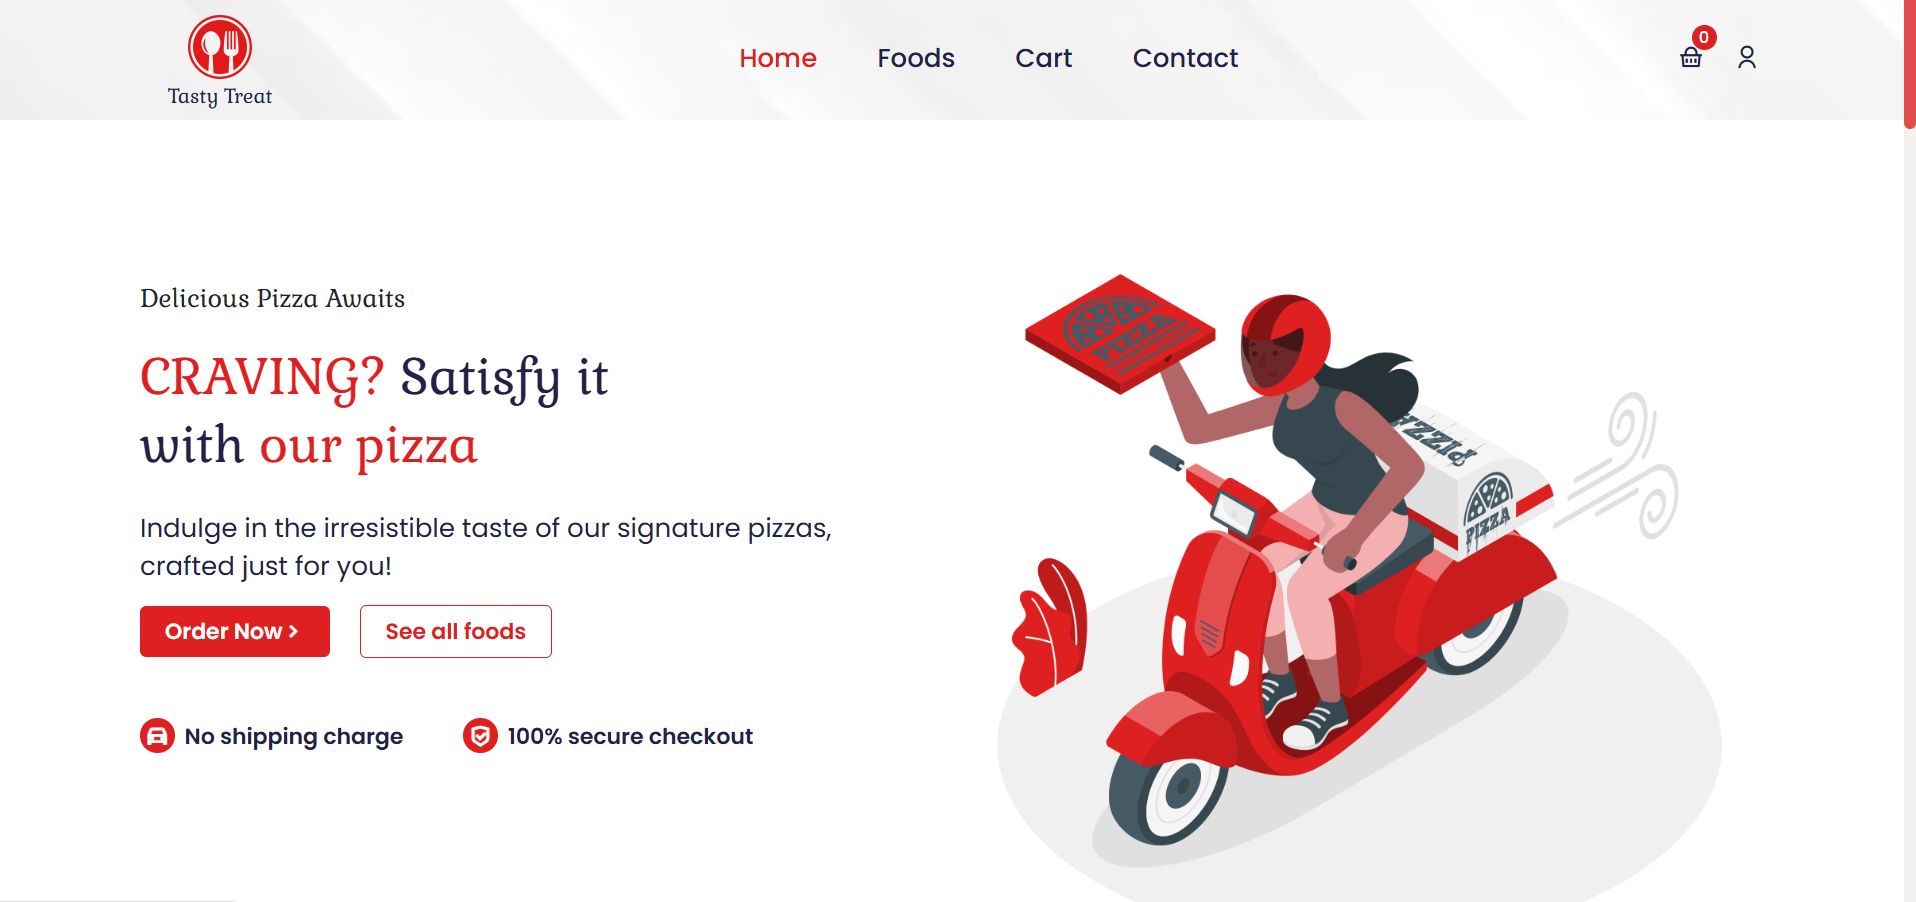 Tasty Treat
Home
Foods
Cart
Contact
0
Delicious Pizza Awaits
CRAVING? Satisfy it
with our pizza
Indulge in the irresistible taste of our signature pizzas,
crafted just for you!
Order Now
See all foods
No shipping charge
100% secure checkout
PIZZA
PIZZA
PIZZA